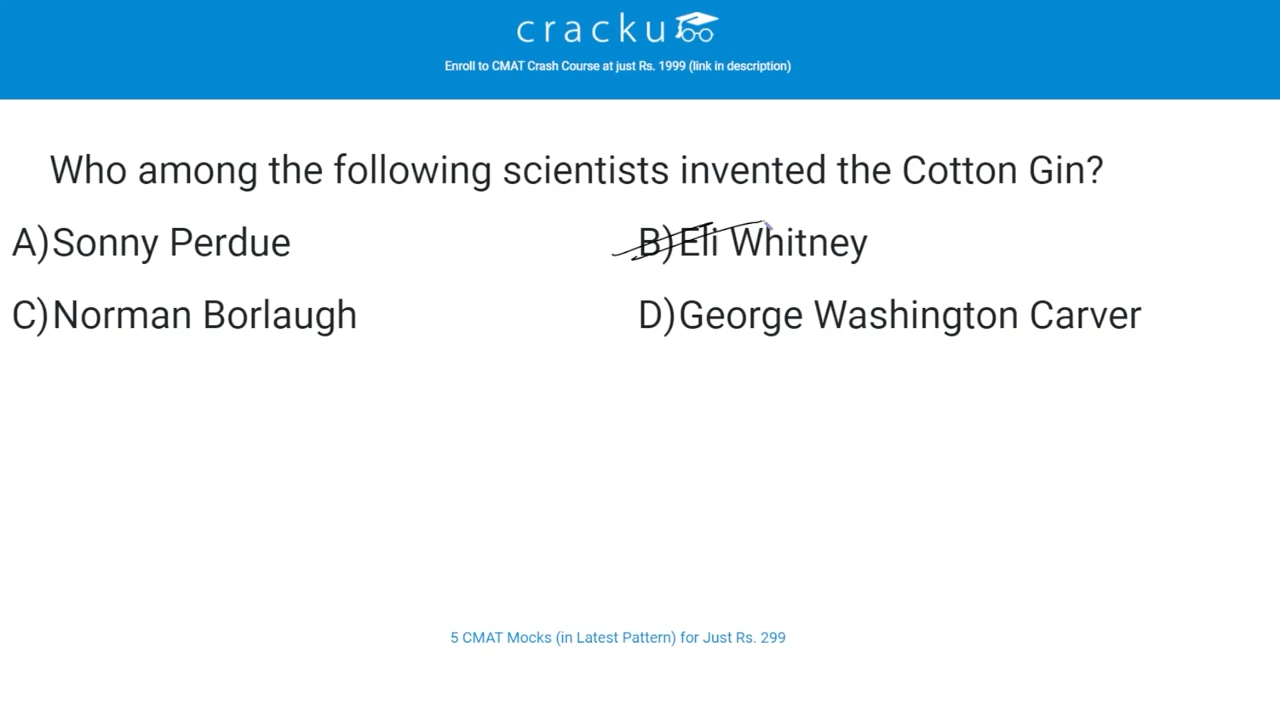 cracku
Enroll to CMAT Crash Course at just Rs. 1999 (link in description)
Who among the following scientists invented the Cotton Gin?
A)Sonny Perdue
B)Eli Whitney
C)Norman Borlaugh
D)George Washington Carver
5 CMAT Mocks (in Latest Pattern) for Just Rs. 299